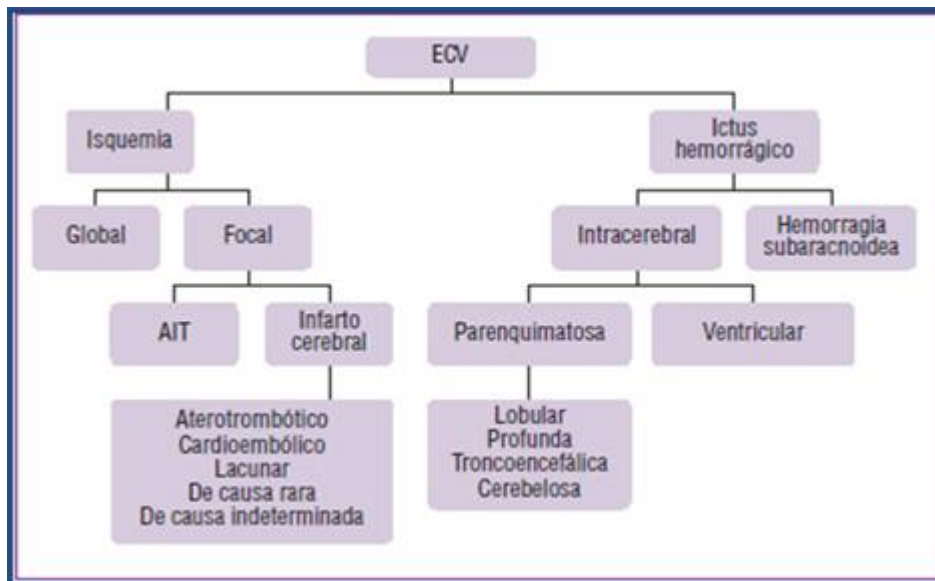 ECV
Isquemia
Ictus
hemorrágico
Global
Focal
Intracerebral
Hemorragia
subaracnoidea
AIT
Infarto
cerebral
Parenquimatosa
Ventricular
Aterotrombótico
Cardioembólico
Lacunar
De causa rara
De causa indeterminada
Lobular
Profunda
Troncoencefálica
Cerebelosa